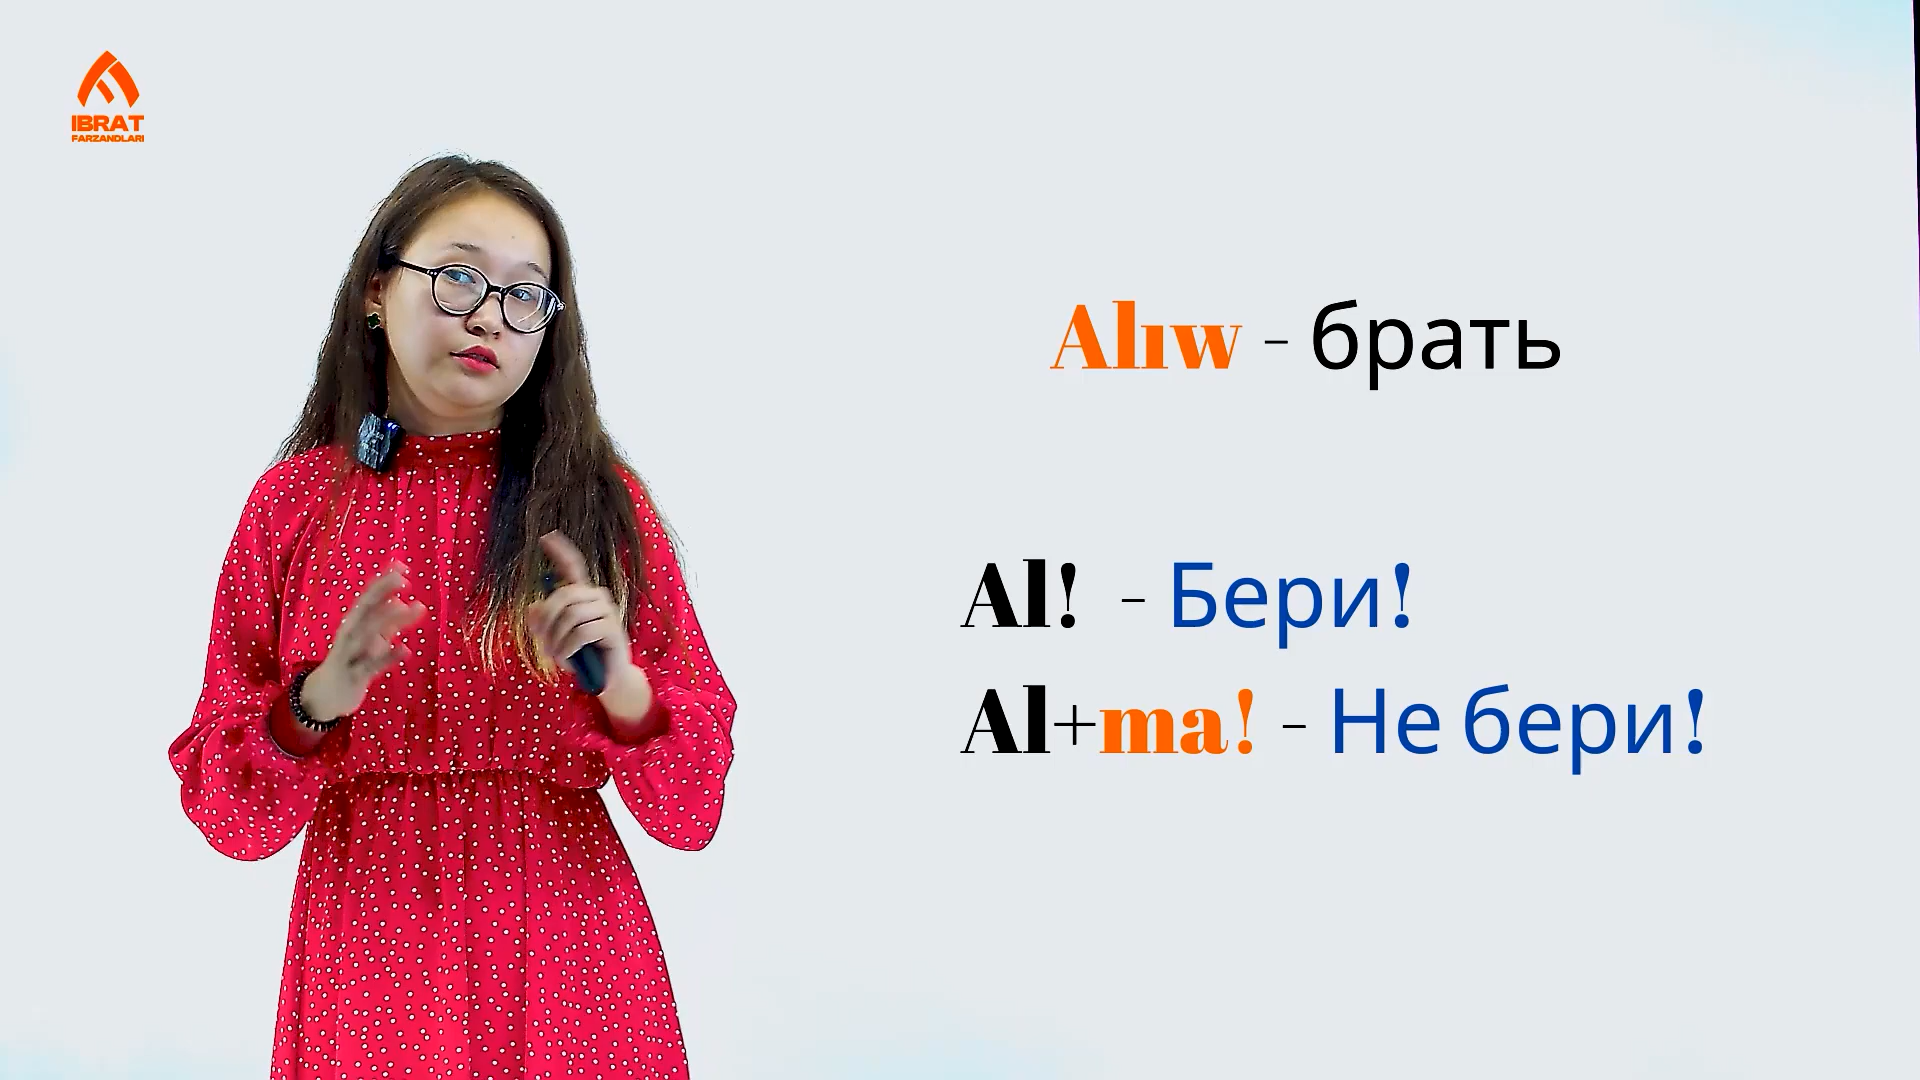 IBRAT
FARZANDLARI
Alıw - брать
Al! - Бери!
Al+ma! - Не бери!